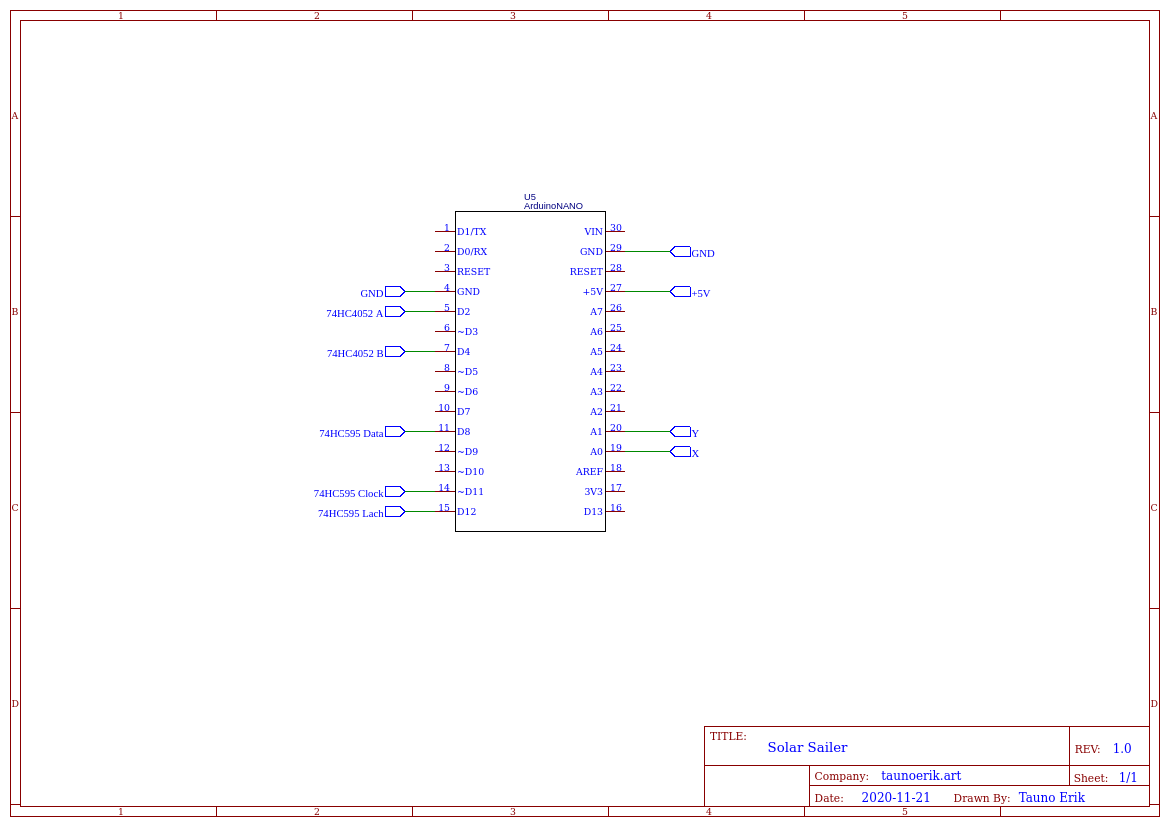 1 2 3 4 5
A A
U5
ArduinoNANO
1 D1/TX VIN 30
2 D0/RX GND 29 GND
3 RESET RESET 28
GND 4 GND +5V 27 +5V
74HC4052 A 5 D2 A7 26
B B
6 ~D3 A6 25
74HC4052 B 7 D4 A5 24
8 ~D5 A4 23
9 ~D6 A3 22
10 D7 A2 21
74HC595 Data 11 D8 A1 20 Y
12 ~D9 A0 19 X
13 ~D10 AREF 18
74HC595 Clock 14 ~D11 3V3 17
C C
74HC595 Lach 15 D12 D13 16
D D
TITLE:
Solar Sailer
REV: 1.0
Company: taunoerik.art
Sheet: 1/1
Date: 2020-11-21 Drawn By: Tauno Erik
1 2 3 4 5